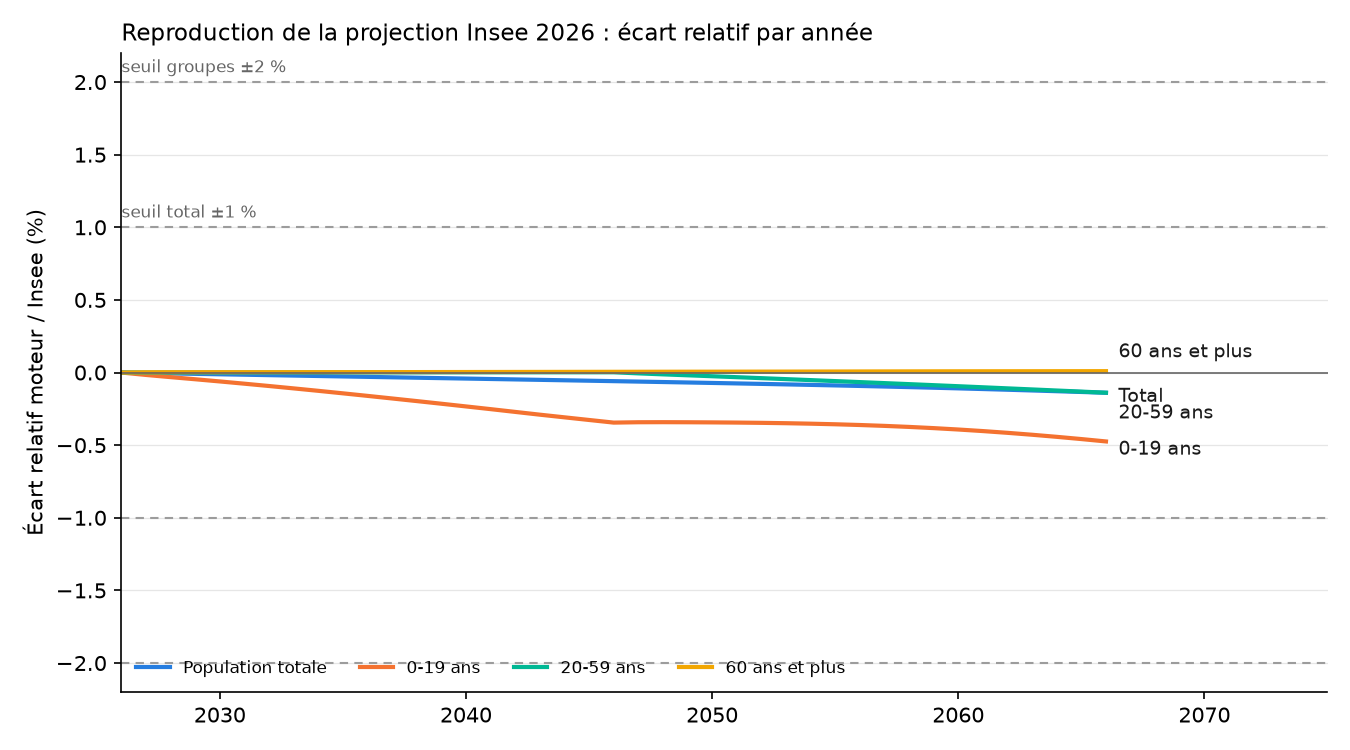 Reproduction de la projection Insee 2026 : écart relatif par année
seuil groupes ±2 %
2.0
1.5
seuil total ±1 %
1.0
0.5
60 ans et plus
0.0
Total
20-59 ans
−0.5
0-19 ans
−1.0
−1.5
−2.0
Écart relatif moteur / Insee (%)
Population totale
0-19 ans
20-59 ans
60 ans et plus
2030
2040
2050
2060
2070